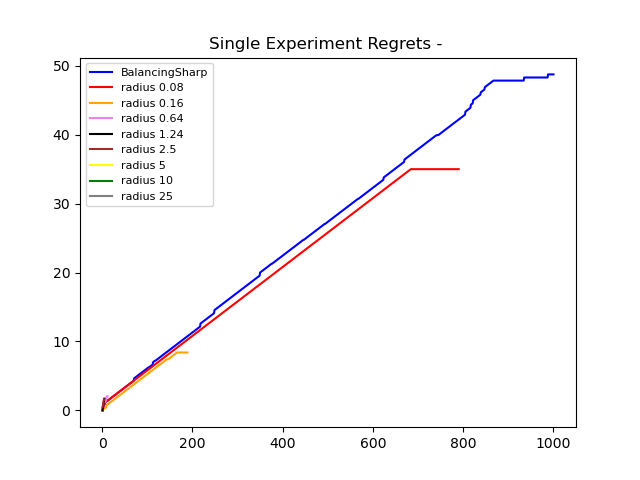 Single Experiment Regrets -
50
40
30
20
10
0
BalancingSharp
radius 0.08
radius 0.16
radius 0.64
radius 1.24
radius 2.5
radius 5
radius 10
radius 25
0 200 400 600 800 1000